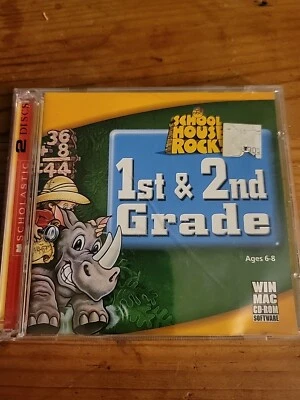 SCHOLASTIC 2 DISCS
SCHOOL
HOUSE
ROCK!
36
8
44
1st & 2nd
Grade
Ages 6-8
WIN
MAC
CD-ROM
SOFTWARE